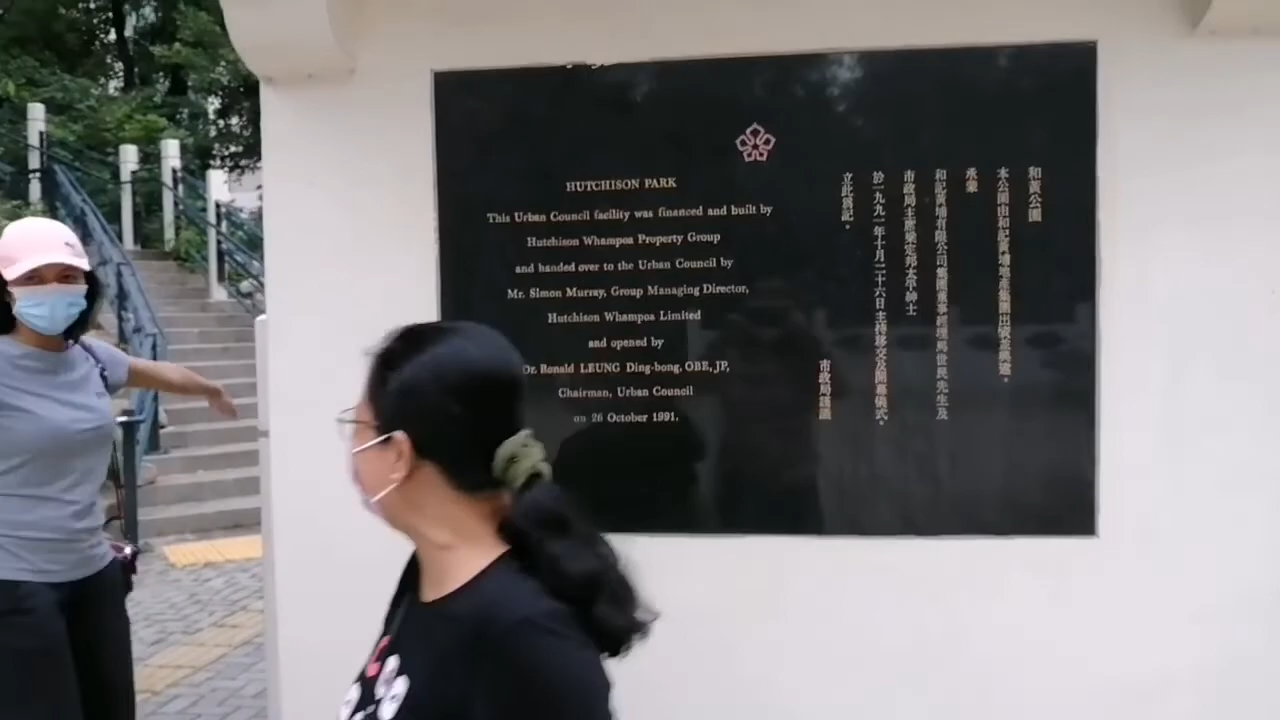 HUTCHISON PARK
This Urban Council facility was financed and built by
Hutchison Whampoa Property Group
and handed over to the Urban Council by
Mr. Simon Murray, Group Managing Director,
Hutchison Whampoa Limited
and opened by
Dr. Ronald LEUNG Ding-bong, OBE, JP,
Chairman, Urban Council
on 26 October 1991.
和黃公園
本公園由和記黃埔地產集團出資並興建。
承蒙
和記黃埔有限公司集團董事經理馬世民先生及
市政局主席梁定邦太平紳士
於一九九一年十月二十六日主持移交及開幕儀式。
立此爲記。
市政局謹識